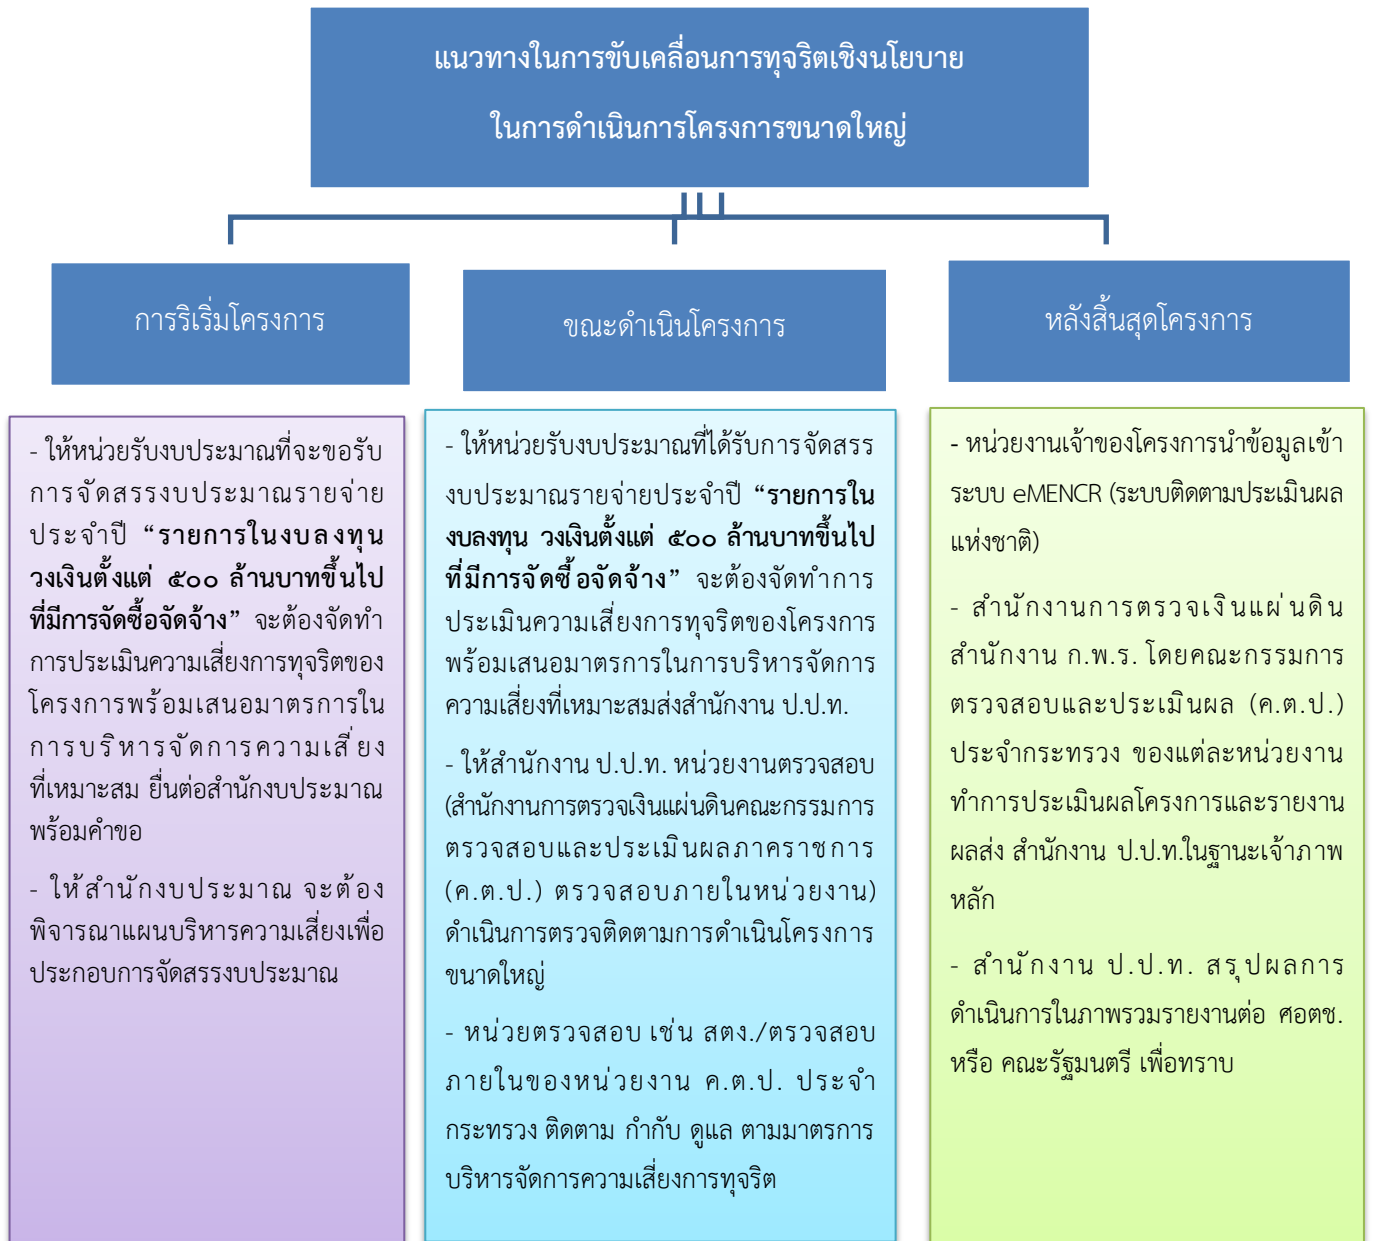 แนวทางในการขับเคลื่อนการทุจริตเชิงนโยบาย
ในการดำเนินการโครงการขนาดใหญ่
การริเริ่มโครงการ
- ให้หน่วยรับงบประมาณที่จะขอรับ
การจัดสรรงบประมาณรายจ่าย
ประจำปี “รายการในงบลงทุน
วงเงินตั้งแต่ ๕๐๐ ล้านบาทขึ้นไป
ที่มีการจัดซื้อจัดจ้าง” จะต้องจัดทำ
การประเมินความเสี่ยงการทุจริตของ
โครงการพร้อมเสนอมาตรการใน
การบริหารจัดการความเสี่ยง
ที่เหมาะสม ยื่นต่อสำนักงบประมาณ
พร้อมคำขอ
- ให้สำนักงบประมาณ จะต้อง
พิจารณาแผนบริหารความเสี่ยงเพื่อ
ประกอบการจัดสรรงบประมาณ
ขณะดำเนินโครงการ
- ให้หน่วยรับงบประมาณที่ได้รับการจัดสรร
งบประมาณรายจ่ายประจำปี “รายการใน
งบลงทุน วงเงินตั้งแต่ ๕๐๐ ล้านบาทขึ้นไป
ที่มีการจัดซื้อจัดจ้าง” จะต้องจัดทำการ
ประเมินความเสี่ยงการทุจริตของโครงการ
พร้อมเสนอมาตรการในการบริหารจัดการ
ความเสี่ยงที่เหมาะสมส่งสำนักงาน ป.ป.ท.
- ให้สำนักงาน ป.ป.ท. หน่วยงานตรวจสอบ
(สำนักงานการตรวจเงินแผ่นดินคณะกรรมการ
ตรวจสอบและประเมินผลภาคราชการ
(ค.ต.ป.) ตรวจสอบภายในหน่วยงาน)
ดำเนินการตรวจติดตามการดำเนินโครงการ
ขนาดใหญ่
- หน่วยตรวจสอบ เช่น สตง./ตรวจสอบ
ภายในของหน่วยงาน ค.ต.ป. ประจำ
กระทรวง ติดตาม กำกับ ดูแล ตามมาตรการ
บริหารจัดการความเสี่ยงการทุจริต
หลังสิ้นสุดโครงการ
- หน่วยงานเจ้าของโครงการนำข้อมูลเข้า
ระบบ eMENCR (ระบบติดตามประเมินผล
แห่งชาติ)
- สำนักงานการตรวจเงินแผ่นดิน
สำนักงาน ก.พ.ร. โดยคณะกรรมการ
ตรวจสอบและประเมินผล (ค.ต.ป.)
ประจำกระทรวง ของแต่ละหน่วยงาน
ทำการประเมินผลโครงการและรายงาน
ผลส่ง สำนักงาน ป.ป.ท.ในฐานะเจ้าภาพ
หลัก
- สำนักงาน ป.ป.ท. สรุปผลการ
ดำเนินการในภาพรวมรายงานต่อ ศอตช.
หรือ คณะรัฐมนตรี เพื่อทราบ